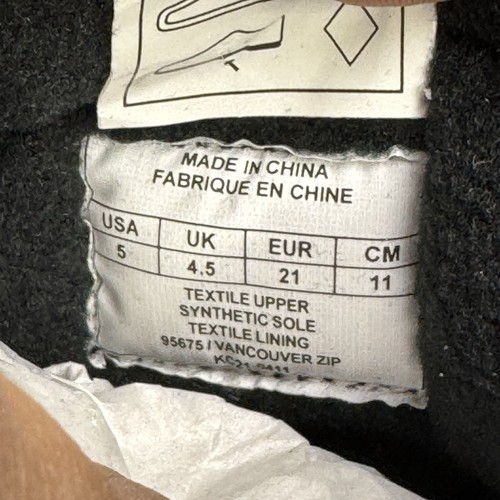 MADE IN CHINA
FABRIQUE EN CHINE
USA UK EUR CM
5 4.5 21 11
TEXTILE UPPER
SYNTHETIC SOLE
TEXTILE LINING
95675 / VANCOUVER ZIP